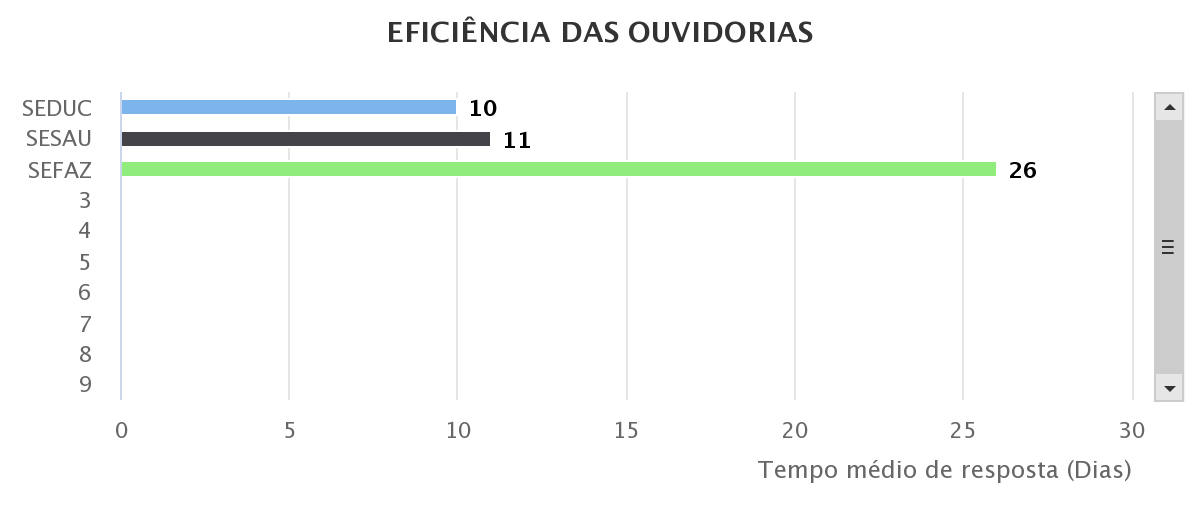 EFICIÊNCIA DAS OUVIDORIAS
SEDUC 10
SESAU 11
SEFAZ 26
3
4
5
6
7
8
9
0 5 10 15 20 25 30
Tempo médio de resposta (Dias)